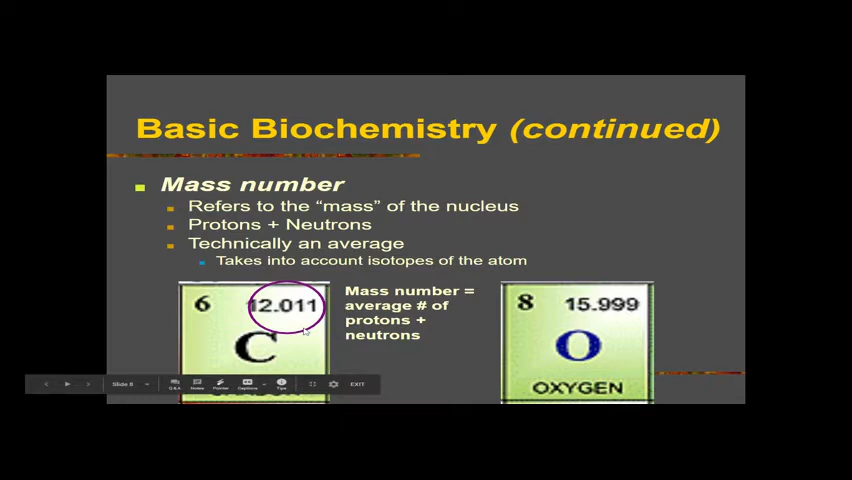 Basic Biochemistry (continued)
Mass number
Refers to the “mass” of the nucleus
Protons + Neutrons
Technically an average
Takes into account isotopes of the atom
6 12.011
C
Mass number =
average # of
protons +
neutrons
8 15.999
O
OXYGEN
Slide 8
Q&A Notes Pointer Captions Tips EXIT